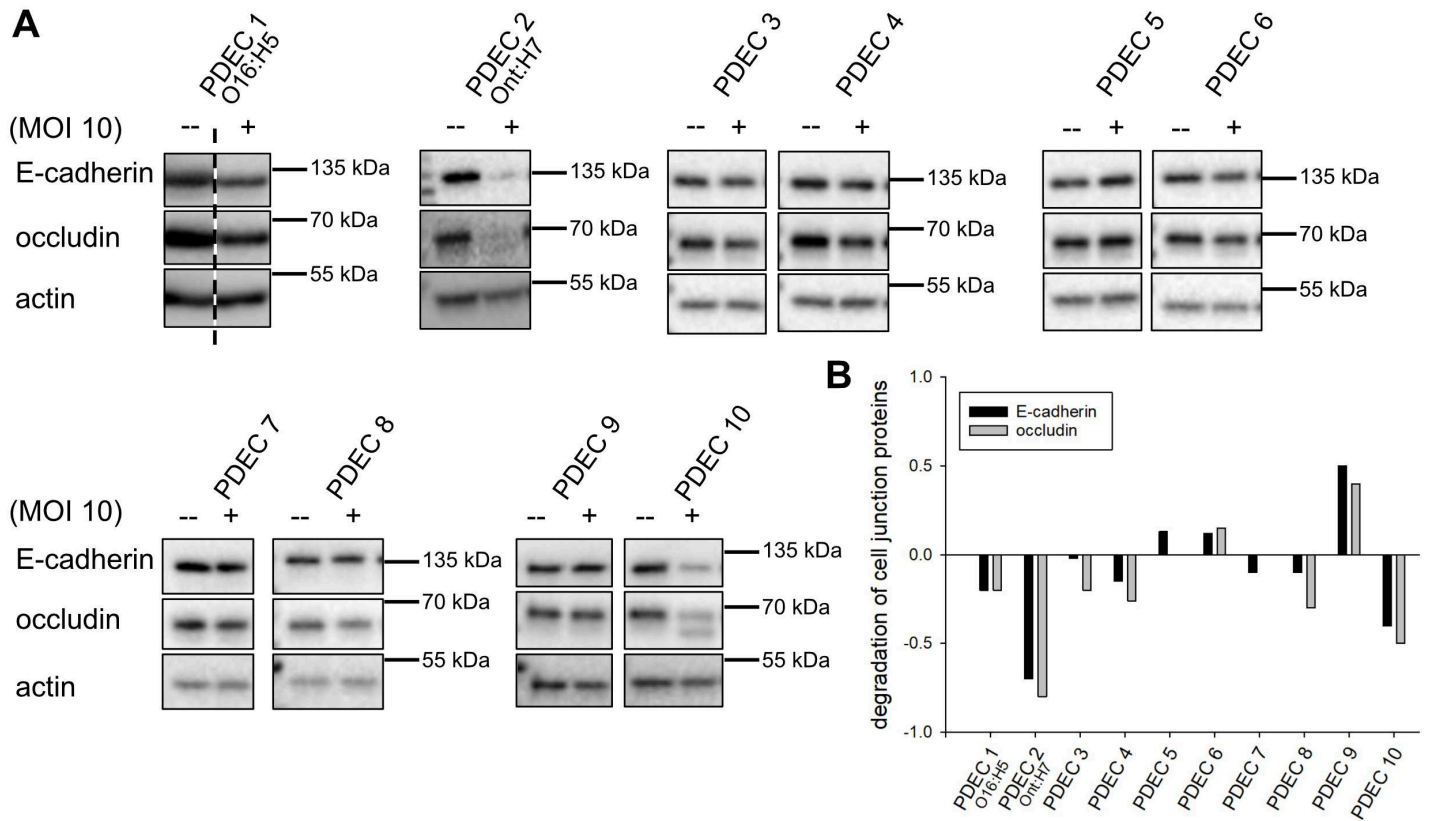 A
PDEC 1
O16:H5
PDEC 2
Ont:H7
PDEC 3
PDEC 4
PDEC 5
PDEC 6
(MOI 10) -- + -- + -- + -- + -- + -- +
E-cadherin 135 kDa 135 kDa 135 kDa 135 kDa
occludin 70 kDa 70 kDa 70 kDa 70 kDa
actin 55 kDa 55 kDa 55 kDa 55 kDa
PDEC 7
PDEC 8
PDEC 9
PDEC 10
(MOI 10) -- + -- + -- + -- +
E-cadherin 135 kDa 135 kDa
occludin 70 kDa 70 kDa
actin 55 kDa 55 kDa
B
degradation of cell junction proteins
1.0
0.5
0.0
-0.5
-1.0
E-cadherin
occludin
PDEC 1
O16:H5
PDEC 2
Ont:H7
PDEC 3
PDEC 4
PDEC 5
PDEC 6
PDEC 7
PDEC 8
PDEC 9
PDEC 10